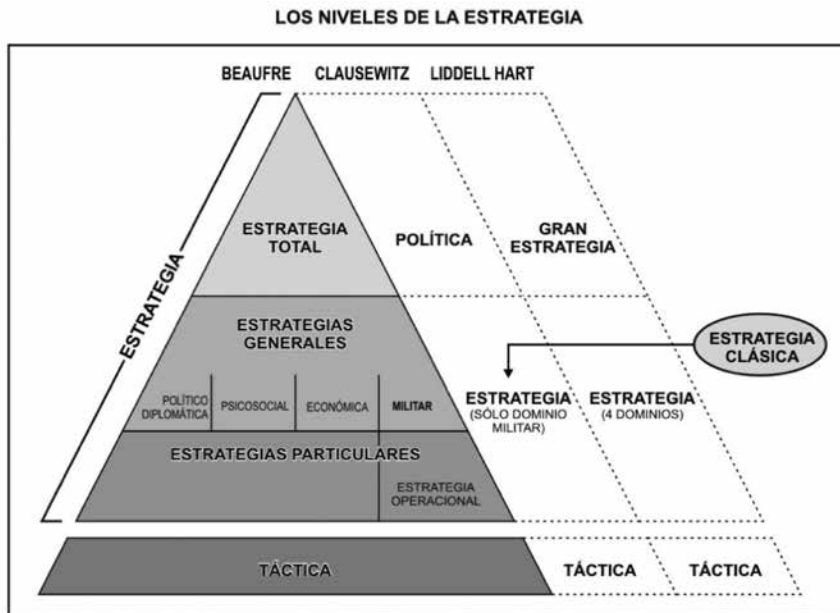 LOS NIVELES DE LA ESTRATEGIA
BEAUFRE CLAUSEWITZ LIDDELL HART
ESTRATEGIA
ESTRATEGIA
TOTAL
POLÍTICA
GRAN
ESTRATEGIA
ESTRATEGIAS
GENERALES
ESTRATEGIA
CLÁSICA
POLÍTICO
DIPLOMÁTICA
PSICOSOCIAL
ECONÓMICA
MILITAR
ESTRATEGIA
(SÓLO DOMINIO
MILITAR)
ESTRATEGIA
(4 DOMINIOS)
ESTRATEGIAS PARTICULARES
ESTRATEGIA
OPERACIONAL
TÁCTICA
TÁCTICA
TÁCTICA